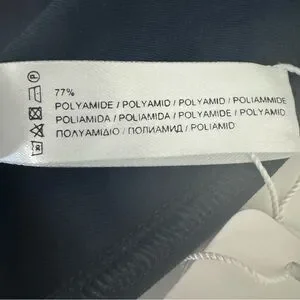 77%
POLYAMIDE / POLYAMID / POLYAMID / POLIAMMIDE
POLIAMIDA / POLIAMIDA / POLYAMIDE / POLYAMID
ΠΟΛΥΑΜΙΔΙΟ / ПОЛИАМИД / POLIAMID